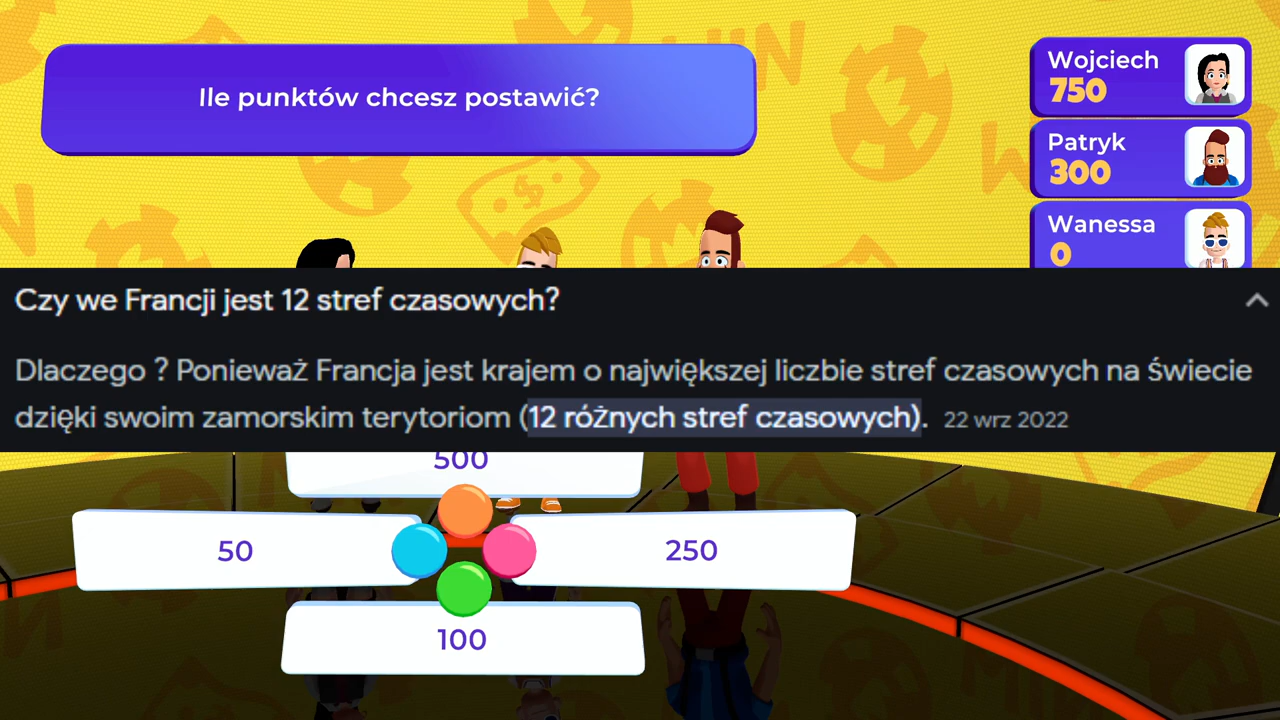 Ile punktów chcesz postawić?
Wojciech
750
Patryk
300
Wanessa
0
Czy we Francji jest 12 stref czasowych?
Dlaczego ? Ponieważ Francja jest krajem o największej liczbie stref czasowych na świecie
dzięki swoim zamorskim terytoriom (12 różnych stref czasowych). 22 wrz 2022
500
50
250
100